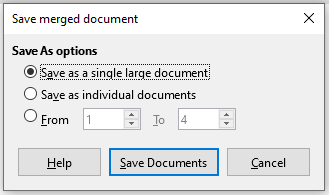 Save merged document
Save As options
Save as a single large document
Save as individual documents
From 1 To 4
Help Save Documents Cancel